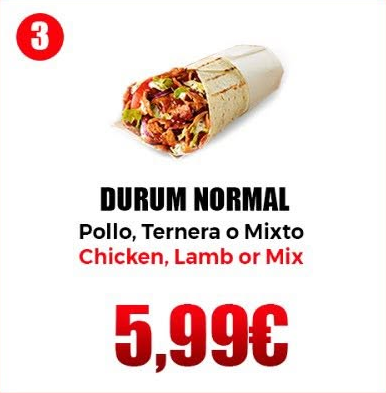 3
DURUM NORMAL
Pollo, Ternera o Mixto
Chicken, Lamb or Mix
5,99€